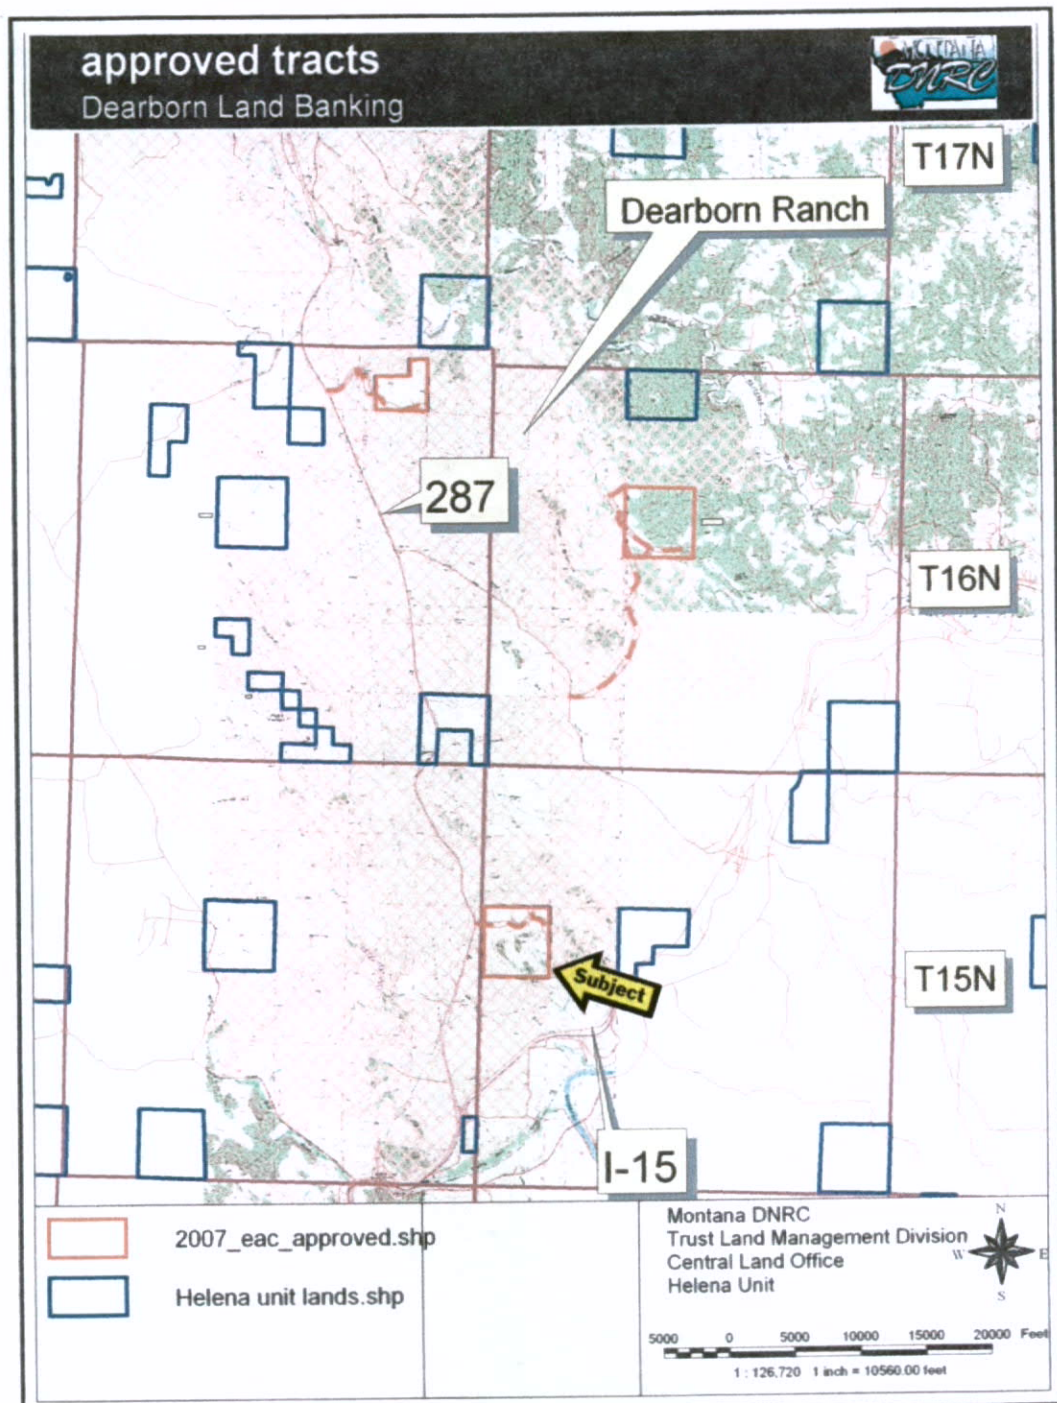 approved tracts
Dearborn Land Banking
MONTANA
DNRC
T17N
Dearborn Ranch
287
T16N
Subject
T15N
I-15
2007_eac_approved.shp
Helena unit lands.shp
Montana DNRC
Trust Land Management Division
Central Land Office
Helena Unit
N
W
E
S
5000 0 5000 10000 15000 20000 Feet
1 : 126,720 1 inch = 10560.00 feet